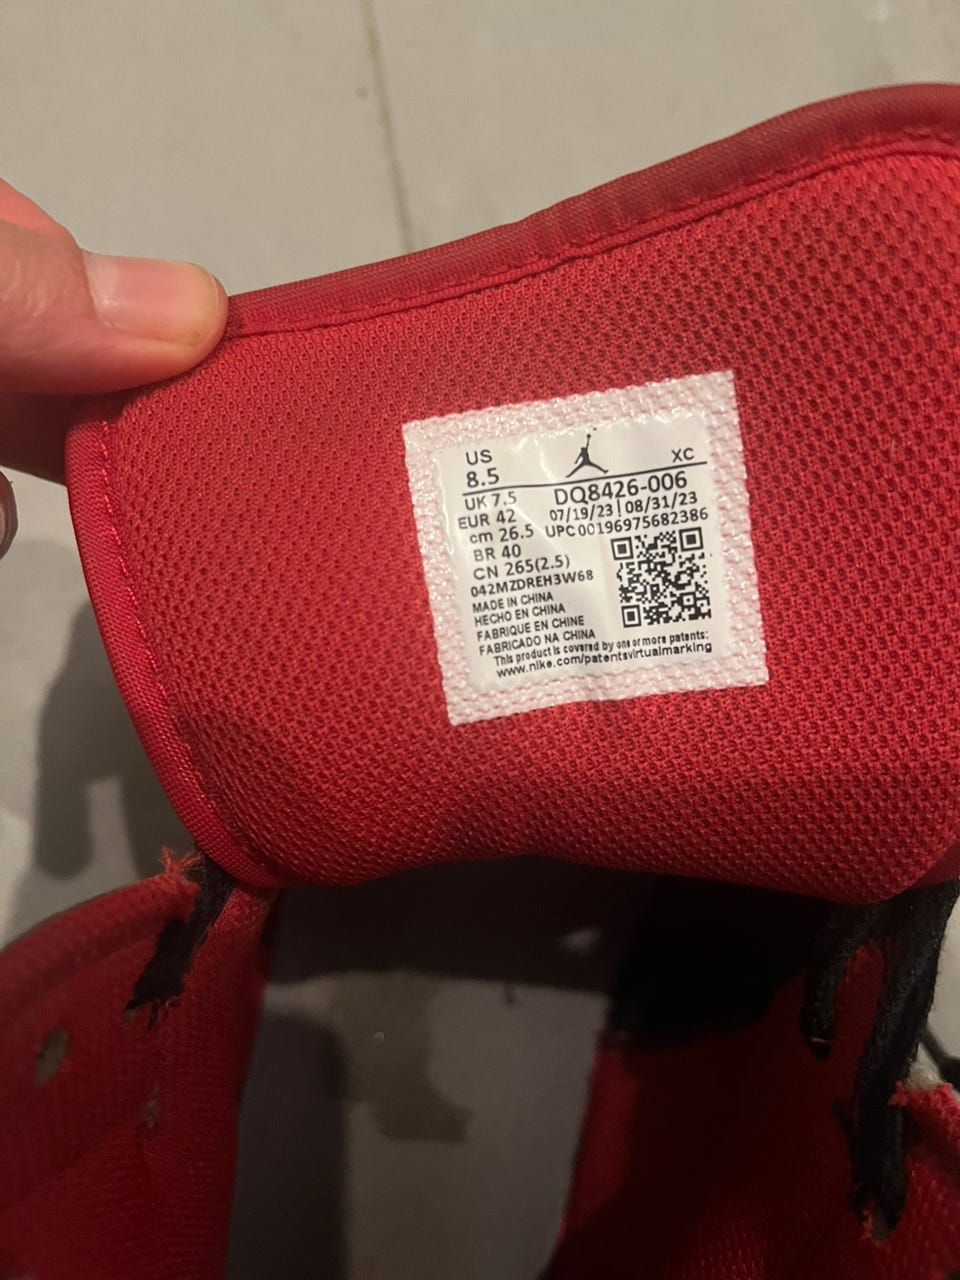 US XC
8.5
UK 7.5 DQ8426-006
EUR 42 07/19/23 | 08/31/23
cm 26.5 UPC 00196975682386
BR 40
CN 265(2.5)
042MZDREH3W68
MADE IN CHINA
HECHO EN CHINA
FABRIQUE EN CHINE
FABRICADO NA CHINA
This product is covered by one or more patents:
www.nike.com/patentsvirtualmarking